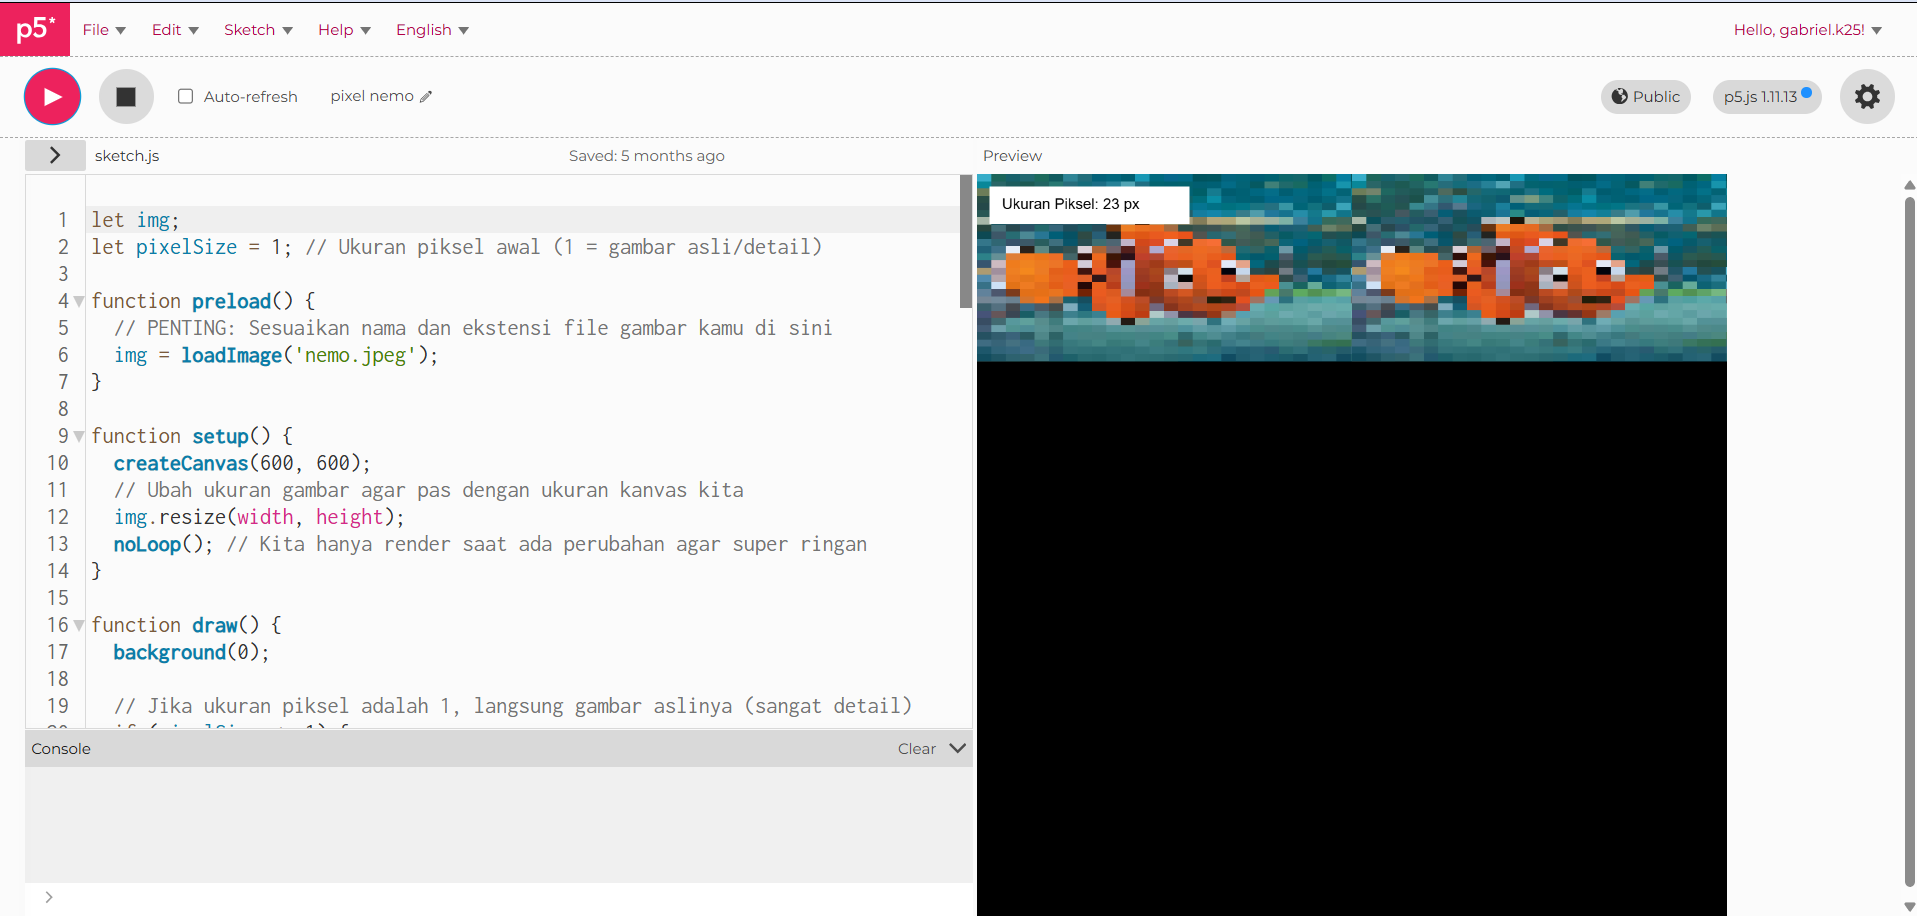 p5* File Edit Sketch Help English Hello, gabriel.k25!
Auto-refresh pixel nemo Public p5.js 1.11.13
sketch.js Saved: 5 months ago Preview
1 let img;
2 let pixelSize = 1; // Ukuran piksel awal (1 = gambar asli/detail)
3
4 function preload() {
5 // PENTING: Sesuaikan nama dan ekstensi file gambar kamu di sini
6 img = loadImage('nemo.jpeg');
7 }
8
9 function setup() {
10 createCanvas(600, 600);
11 // Ubah ukuran gambar agar pas dengan ukuran kanvas kita
12 img.resize(width, height);
13 noLoop(); // Kita hanya render saat ada perubahan agar super ringan
14 }
15
16 function draw() {
17 background(0);
18
19 // Jika ukuran piksel adalah 1, langsung gambar aslinya (sangat detail)
Console Clear
>
Ukuran Piksel: 23 px